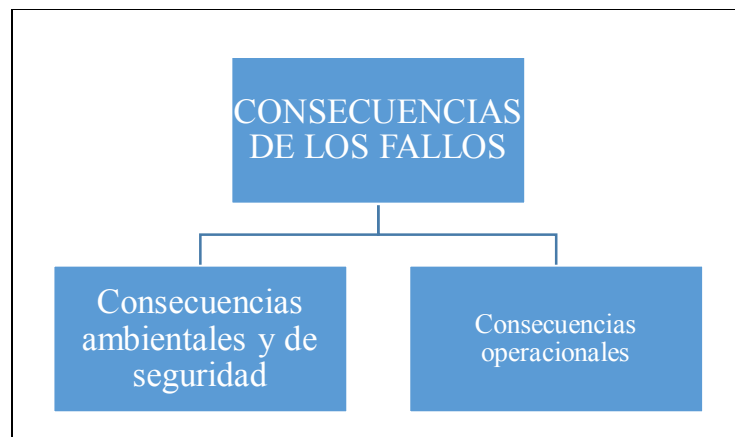 CONSECUENCIAS
DE LOS FALLOS
Consecuencias
ambientales y de
seguridad
Consecuencias
operacionales